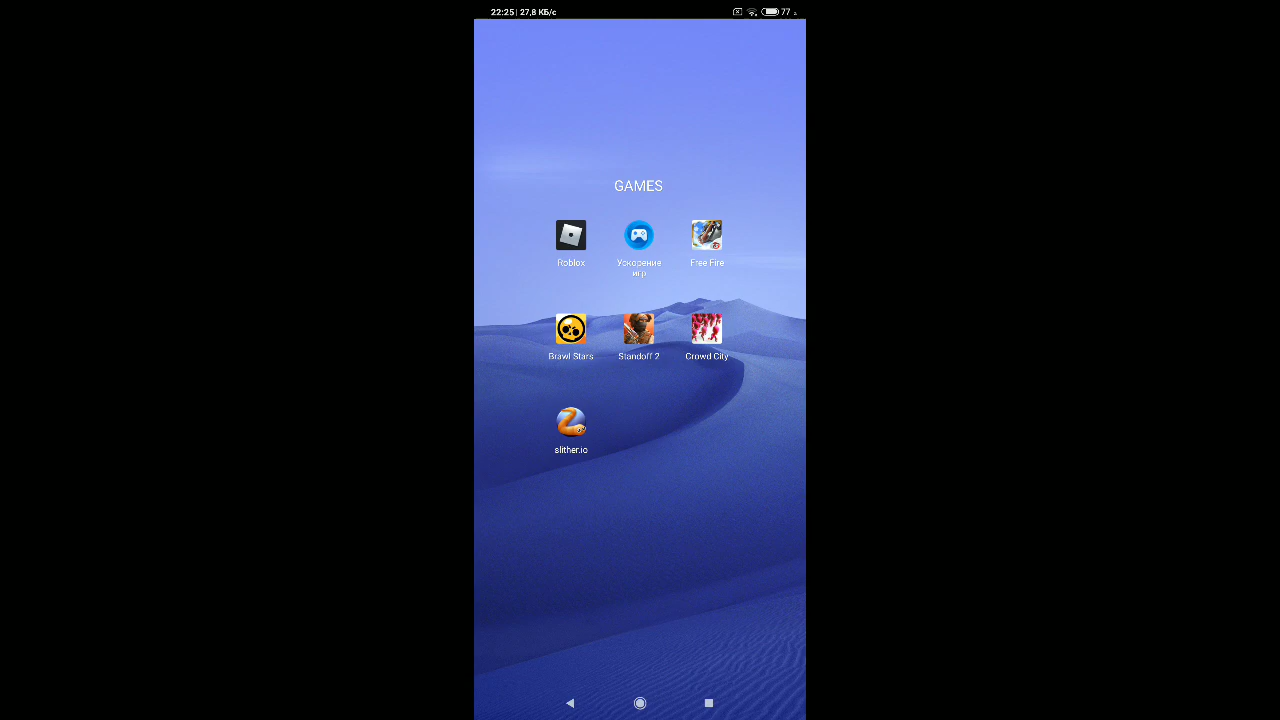 22:25 | 27,8 КБ/с
77
GAMES
Roblox
Ускорение
игр
Free Fire
Brawl Stars
Standoff 2
Crowd City
slither.io